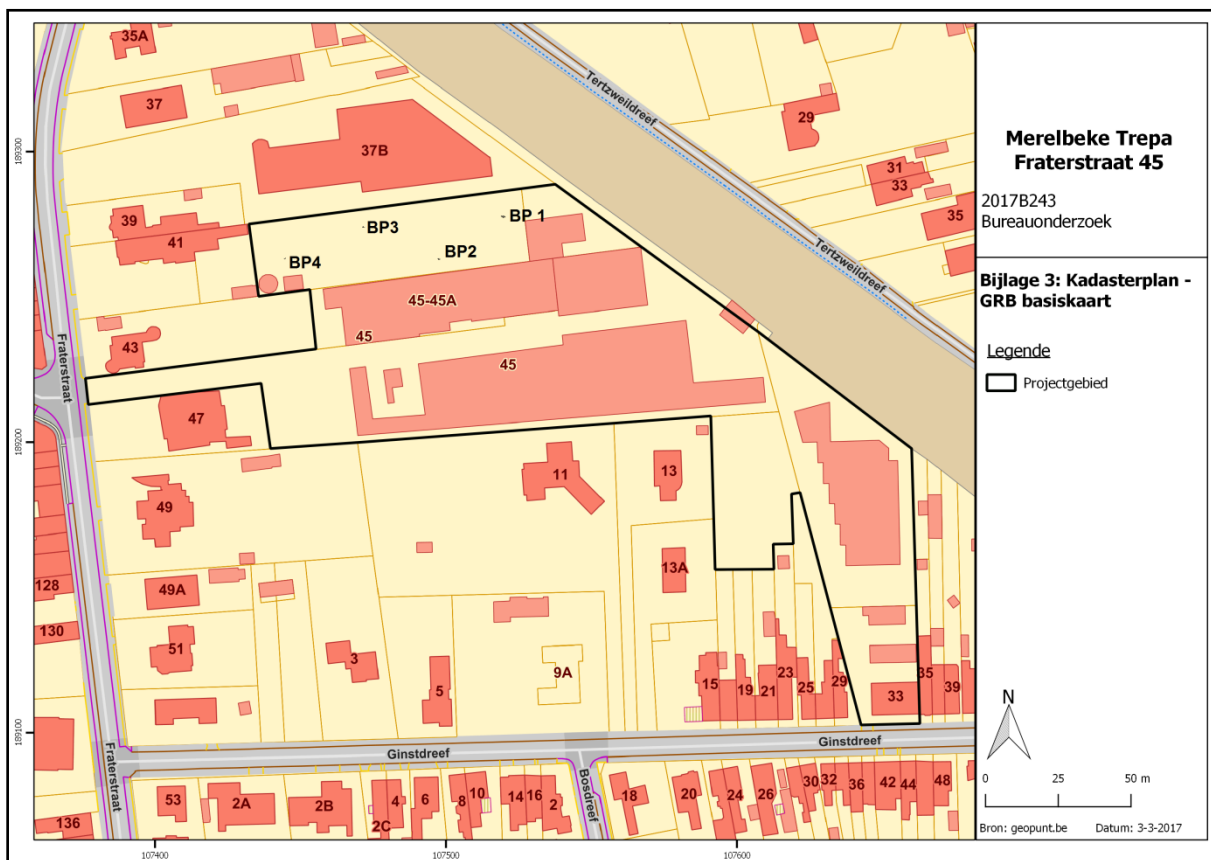 35A
37
37B
Tertzweildreef
29
31
33
35
189300
39
41
BP 1
BP3
BP2
BP4
Tertzweildreef
45-45A
45
45
43
Fraterstraat
47
189200
11
13
49
13A
128
49A
130
51
3
5
9A
15
19
21
23
25
29
33
35
39
189100
Fraterstraat
Ginstdreef
Ginstdreef
Bosdreef
53
2A
2B
4
2C
6
8
10
14
16
2
18
20
24
26
30
32
36
42
44
48
136
107400
107500
107600
Merelbeke Trepa
Fraterstraat 45
2017B243
Bureauonderzoek
Bijlage 3: Kadasterplan -
GRB basiskaart
Legende
Projectgebied
N
0 25 50 m
Bron: geopunt.be Datum: 3-3-2017